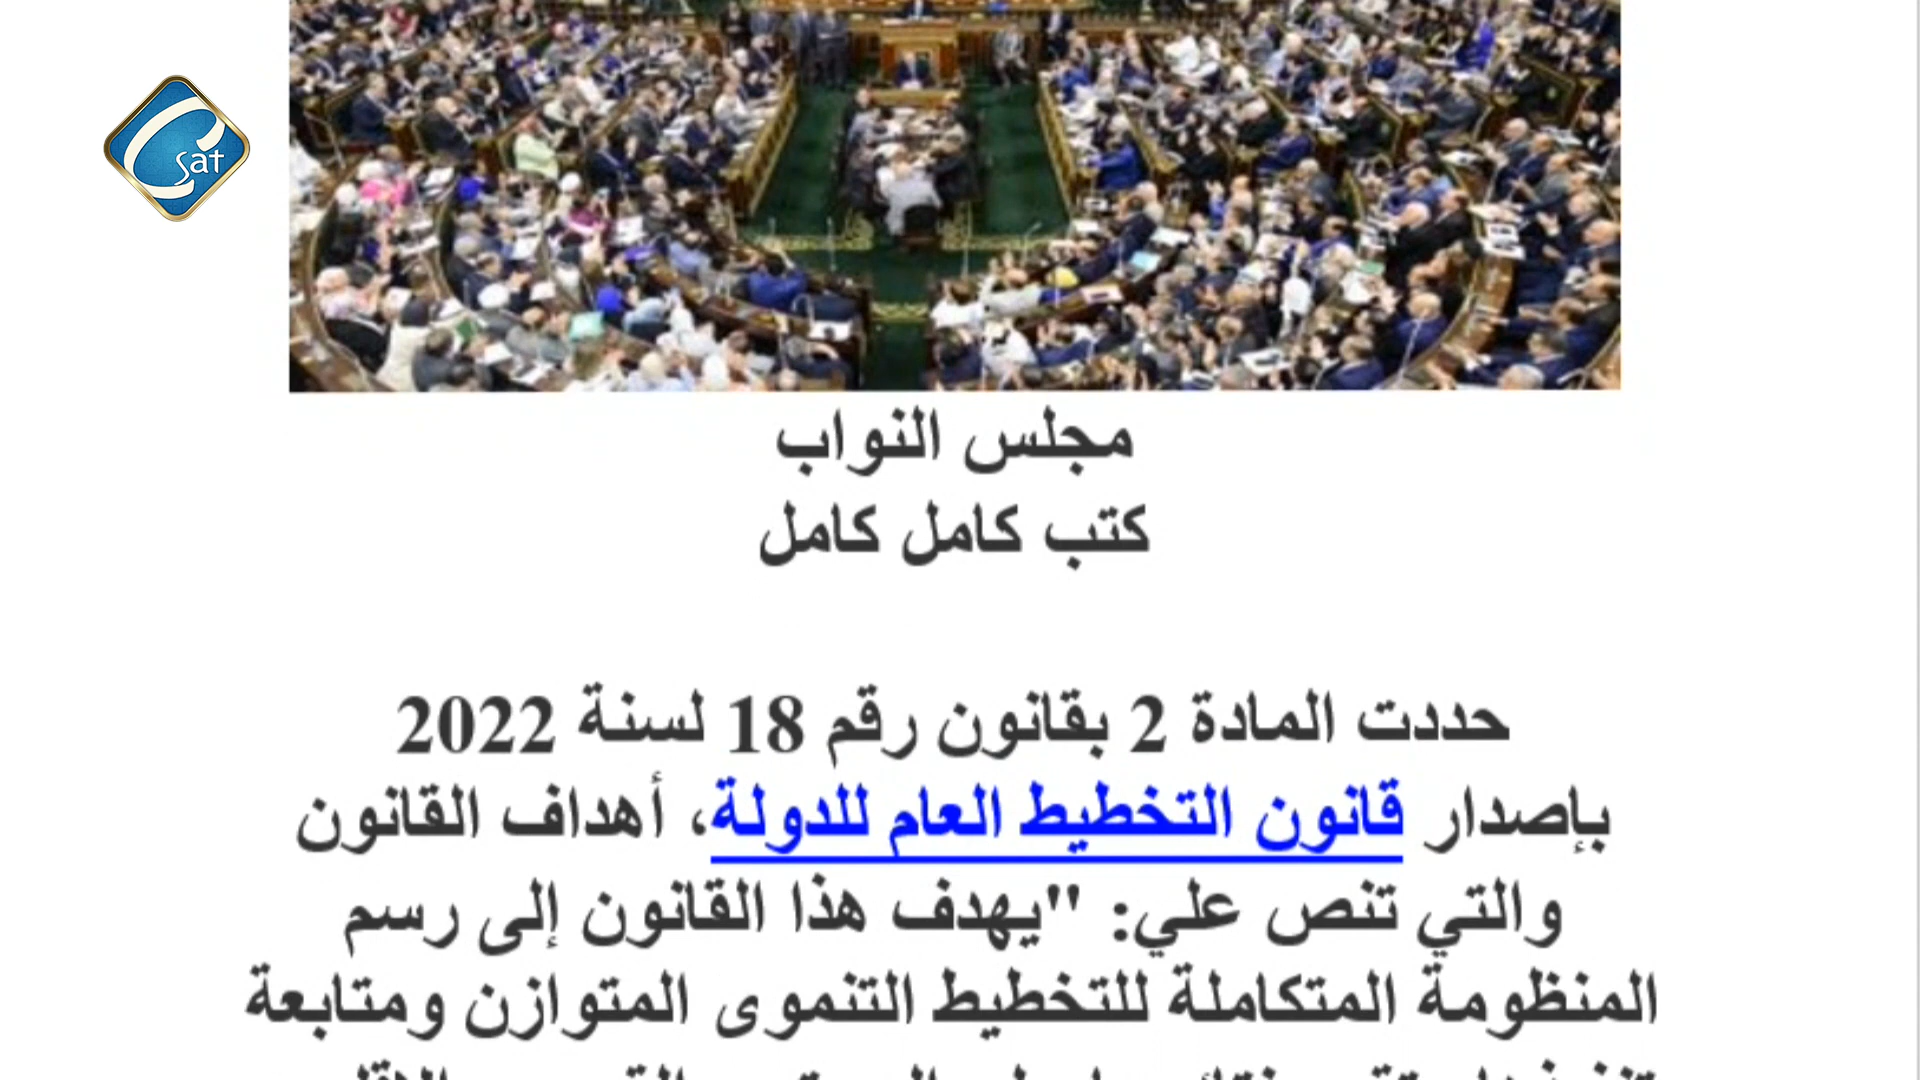 Csat
مجلس النواب
كتب كامل كامل
حددت المادة 2 بقانون رقم 18 لسنة 2022
بإصدار قانون التخطيط العام للدولة، أهداف القانون
والتي تنص علي: "يهدف هذا القانون إلى رسم
المنظومة المتكاملة للتخطيط التنموى المتوازن ومتابعة